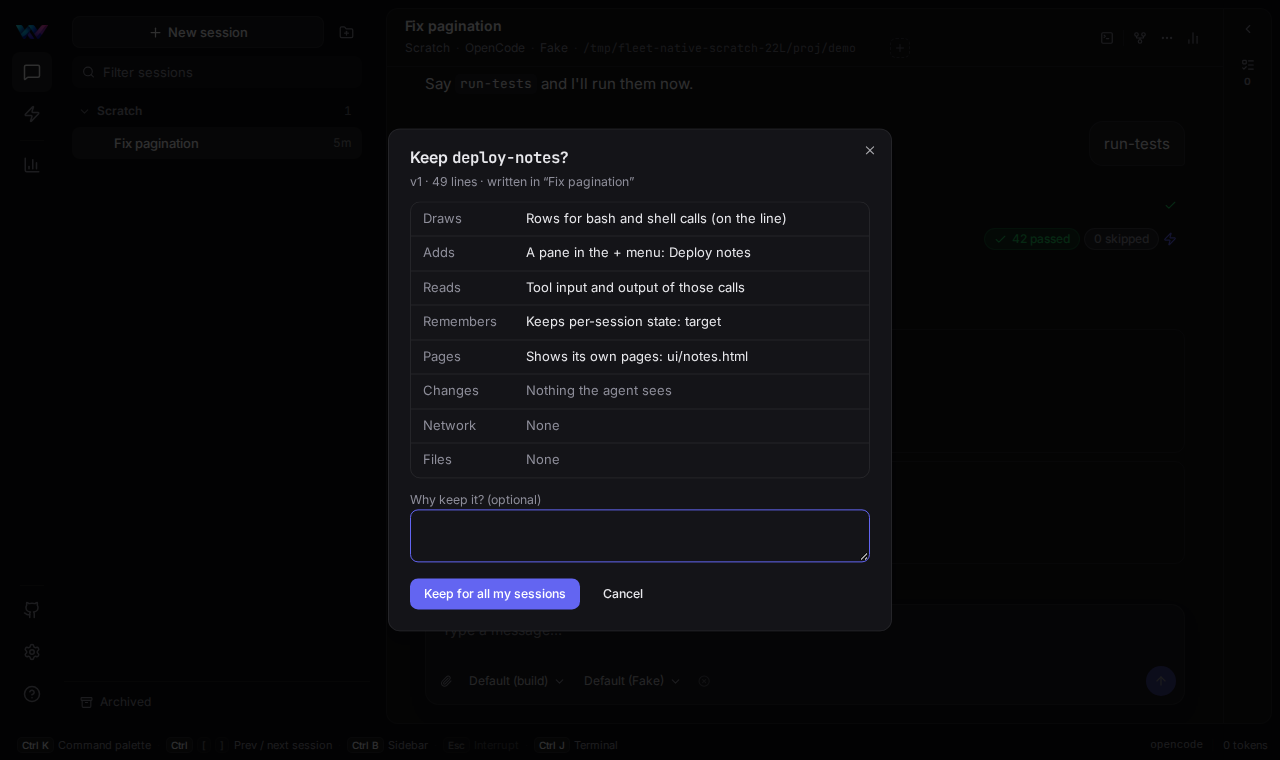 New session
Filter sessions
Scratch 1
Fix pagination 5m
Archived
Fix pagination
Scratch OpenCode Fake /tmp/fleet-native-scratch-22L/proj/demo
0
Say run-tests and I'll run them now.
run-tests
42 passed 0 skipped
Keep deploy-notes?
v1 · 49 lines · written in “Fix pagination”
Draws Rows for bash and shell calls (on the line)
Adds A pane in the + menu: Deploy notes
Reads Tool input and output of those calls
Remembers Keeps per-session state: target
Pages Shows its own pages: ui/notes.html
Changes Nothing the agent sees
Network None
Files None
Why keep it? (optional)
Keep for all my sessions Cancel
Type a message...
Default (build) Default (Fake)
Ctrl K Command palette Ctrl [ ] Prev / next session Ctrl B Sidebar Esc Interrupt Ctrl J Terminal opencode 0 tokens